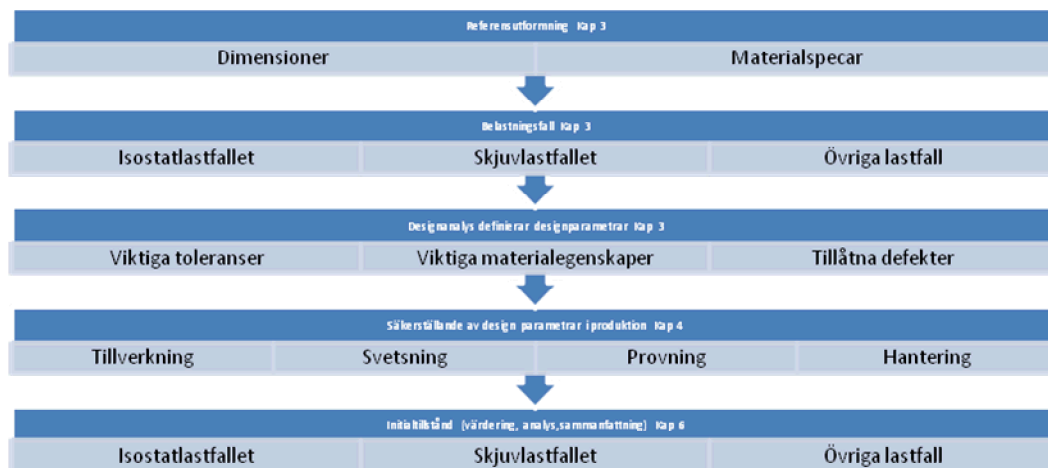 Referensutformning Kap 3
Dimensioner Materialspecar
Belastningsfall Kap 3
Isostatlastfallet Skjuvlastfallet Övriga lastfall
Designanalys definierar designparametrar Kap 3
Viktiga toleranser Viktiga materialegenskaper Tillåtna defekter
Säkerställande av design parametrar i produktion Kap 4
Tillverkning Svetsning Provning Hantering
Initialtillstånd (värdering, analys,sammanfattning) Kap 6
Isostatlastfallet Skjuvlastfallet Övriga lastfall